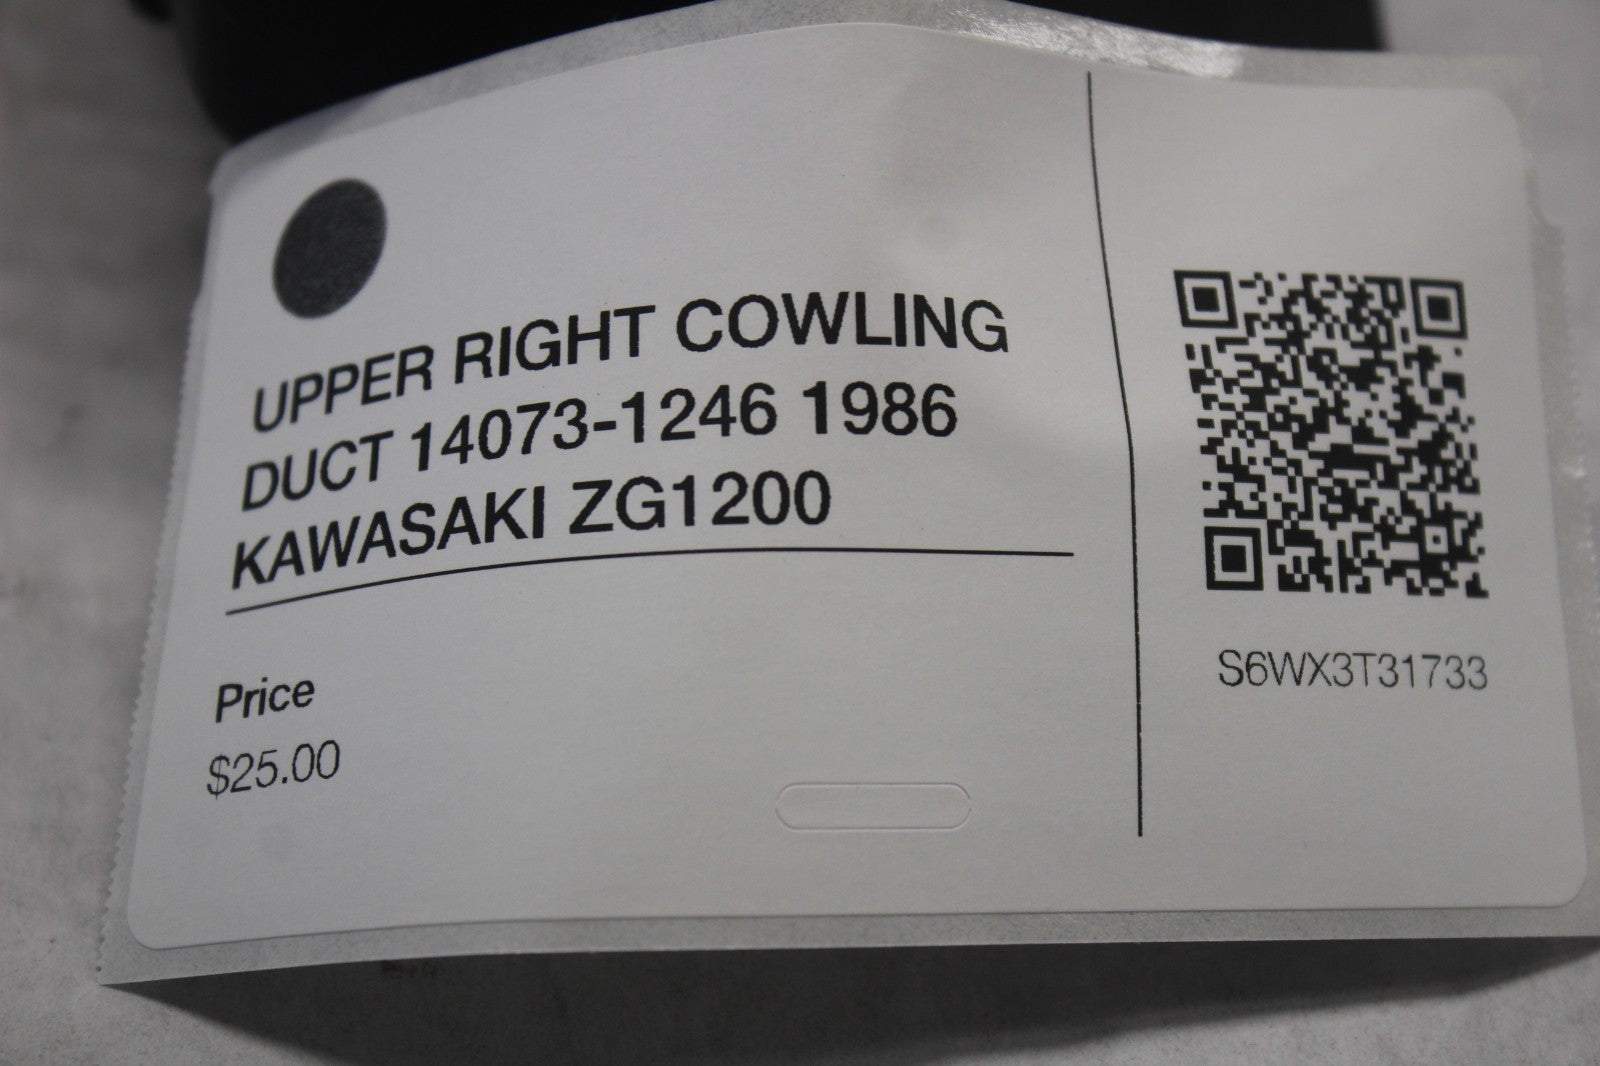 UPPER RIGHT COWLING
DUCT 14073-1246 1986
KAWASAKI ZG1200
Price
$25.00
S6WX3T31733